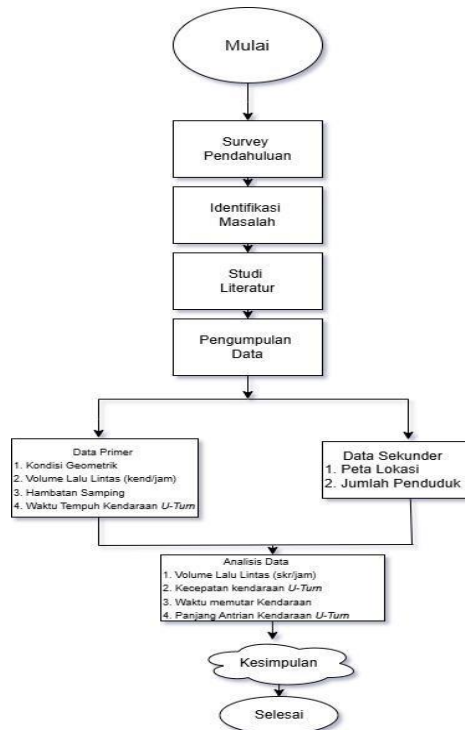 Mulai
Survey
Pendahuluan
Identifikasi
Masalah
Studi
Literatur
Pengumpulan
Data
Data Primer
1. Kondisi Geometrik
2. Volume Lalu Lintas (kend/jam)
3. Hambatan Samping
4. Waktu Tempuh Kendaraan U-Turn
Data Sekunder
1. Peta Lokasi
2. Jumlah Penduduk
Analisis Data
1. Volume Lalu Lintas (skr/jam)
2. Kecepatan kendaraan U-Turn
3. Waktu memutar Kendaraan
4. Panjang Antrian Kendaraan U-Turn
Kesimpulan
Selesai